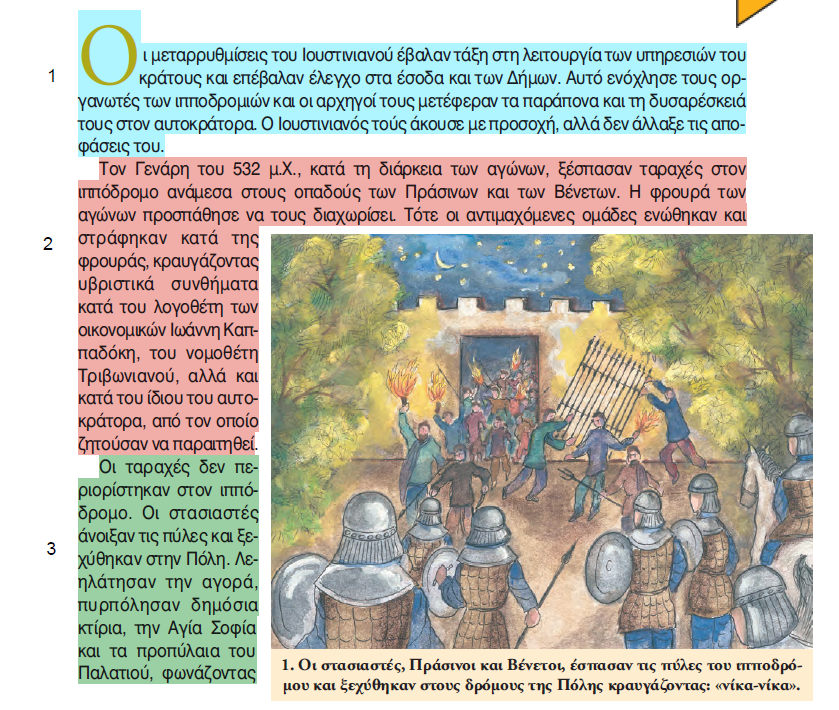 1
Οι μεταρρυθμίσεις του Ιουστινιανού έβαλαν τάξη στη λειτουργία των υπηρεσιών του
κράτους και επέβαλαν έλεγχο στα έσοδα και των Δήμων. Αυτό ενόχλησε τους ορ-
γανωτές των ιπποδρομιών και οι αρχηγοί τους μετέφεραν τα παράπονα και τη δυσαρέσκειά
τους στον αυτοκράτορα. Ο Ιουστινιανός τούς άκουσε με προσοχή, αλλά δεν άλλαξε τις απο-
φάσεις του.
2
Τον Γενάρη του 532 μ.Χ., κατά τη διάρκεια των αγώνων, ξέσπασαν ταραχές στον
ιππόδρομο ανάμεσα στους οπαδούς των Πράσινων και των Βένετων. Η φρουρά των
αγώνων προσπάθησε να τους διαχωρίσει. Τότε οι αντιμαχόμενες ομάδες ενώθηκαν και
στράφηκαν κατά της
φρουράς, κραυγάζοντας
υβριστικά συνθήματα
κατά του λογοθέτη των
οικονομικών Ιωάννη Καπ-
παδόκη, του νομοθέτη
Τριβωνιανού, αλλά και
κατά του ίδιου του αυτο-
κράτορα, από τον οποίο
ζητούσαν να παραιτηθεί.
3
Οι ταραχές δεν πε-
ριορίστηκαν στον ιππό-
δρομο. Οι στασιαστές
άνοιξαν τις πύλες και ξε-
χύθηκαν στην Πόλη. Λε-
ηλάτησαν την αγορά,
πυρπόλησαν δημόσια
κτίρια, την Αγία Σοφία
και τα προπύλαια του
Παλατιού, φωνάζοντας
1. Οι στασιαστές, Πράσινοι και Βένετοι, έσπασαν τις πύλες του ιπποδρό-
μου και ξεχύθηκαν στους δρόμους της Πόλης κραυγάζοντας: «νίκα-νίκα».